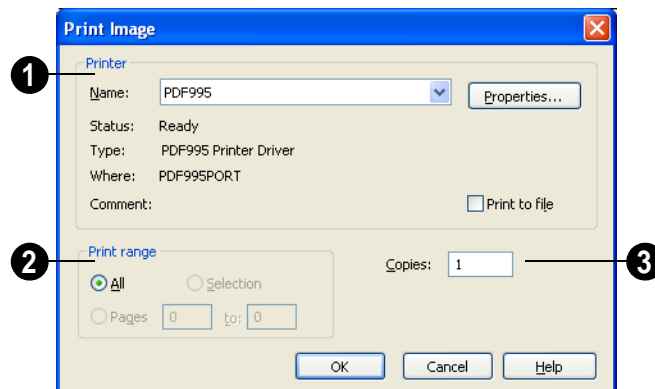 Print Image
1
Printer
Name: PDF995 Properties...
Status: Ready
Type: PDF995 Printer Driver
Where: PDF995PORT
Comment: Print to file
2
Print range
All Selection
Pages 0 to: 0
Copies: 1
3
OK Cancel Help